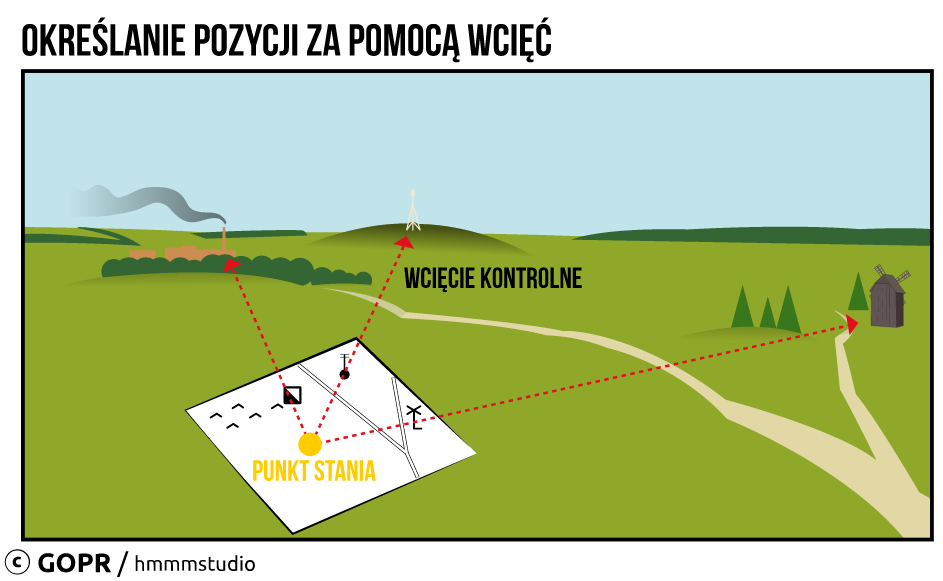 OKREŚLANIE POZYCJI ZA POMOCĄ WCIĘĆ
WCIĘCIE KONTROLNE
PUNKT STANIA
© GOPR / hmmmstudio